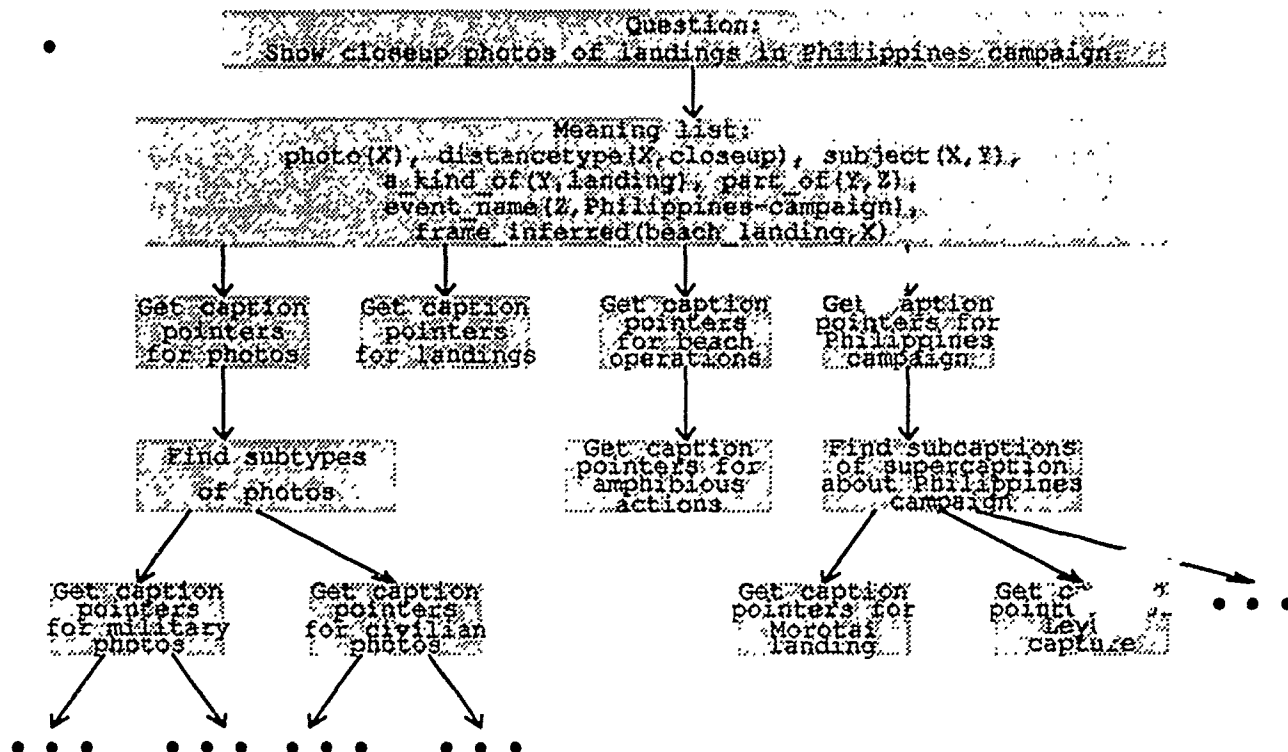 Question:
Show closeup photos of landings in Philippines campaign.
Meaning list:
photo(X), distancetype(X,closeup), subject(X,Y),
a_kind_of(Y,landing), part_of(Y,Z),
event_name(Z,Philippines-campaign),
frame_inferred(beach_landing,X)
Get caption
pointers
for photos
Get caption
pointers
for landings
Get caption
pointers
for beach
operations
Get
pointers for
Philippines
campaign
Find subtypes
of photos
Get caption
pointers for
amphibious
actions
Find subcaptions
of supercaption
about Philippines
campaign
Get caption
pointers
for military
photos
Get caption
pointers
for civilian
photos
Get caption
pointers for
Morotai
landing
Get
capture